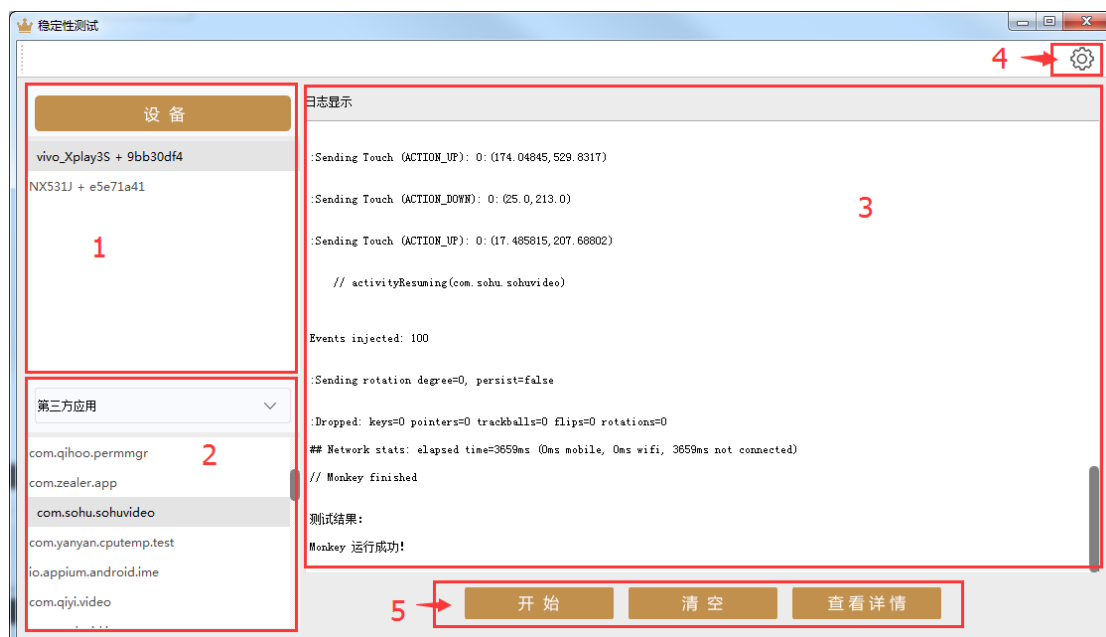 稳定性测试
4
设 备
vivo_Xplay3S + 9bb30df4
NX531J + e5e71a41
1
第三方应用
com.qihoo.permmgr
2
com.zealer.app
com.sohu.sohuvideo
com.yanyan.cputemp.test
io.appium.android.ime
com.qiyi.video
日志显示
:Sending Touch (ACTION_UP): 0:(174.04845,529.8317)
:Sending Touch (ACTION_DOWN): 0:(25.0,213.0)
3
:Sending Touch (ACTION_UP): 0:(17.485815,207.68802)
// activityResuming(com.sohu.sohuvideo)
Events injected: 100
:Sending rotation degree=0, persist=false
:Dropped: keys=0 pointers=0 trackballs=0 flips=0 rotations=0
## Network stats: elapsed time=3659ms (0ms mobile, 0ms wifi, 3659ms not connected)
// Monkey finished
测试结果:
Monkey 运行成功!
5
开 始
清 空
查看详情